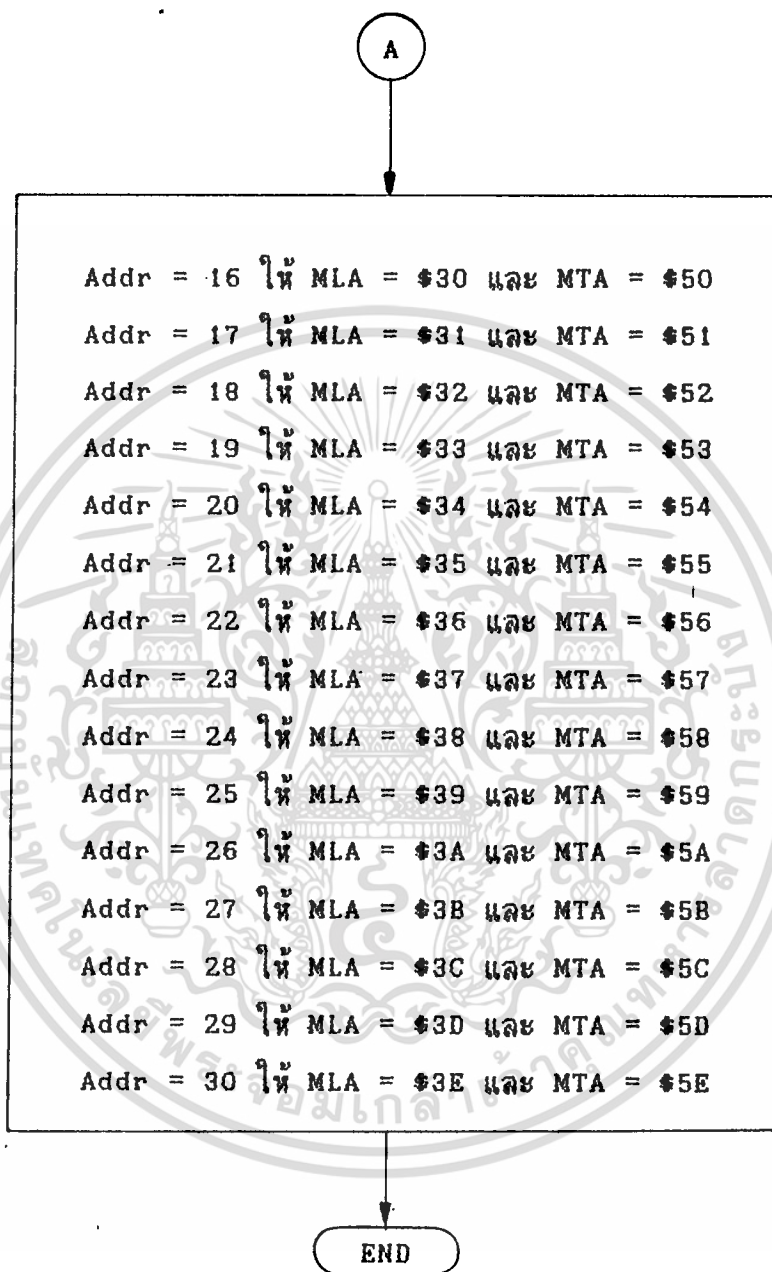 A
Addr = 16 ให้ MLA = $30 และ MTA = $50
Addr = 17 ให้ MLA = $31 และ MTA = $51
Addr = 18 ให้ MLA = $32 และ MTA = $52
Addr = 19 ให้ MLA = $33 และ MTA = $53
Addr = 20 ให้ MLA = $34 และ MTA = $54
Addr = 21 ให้ MLA = $35 และ MTA = $55
Addr = 22 ให้ MLA = $36 และ MTA = $56
Addr = 23 ให้ MLA = $37 และ MTA = $57
Addr = 24 ให้ MLA = $38 และ MTA = $58
Addr = 25 ให้ MLA = $39 และ MTA = $59
Addr = 26 ให้ MLA = $3A และ MTA = $5A
Addr = 27 ให้ MLA = $3B และ MTA = $5B
Addr = 28 ให้ MLA = $3C และ MTA = $5C
Addr = 29 ให้ MLA = $3D และ MTA = $5D
Addr = 30 ให้ MLA = $3E และ MTA = $5E
END